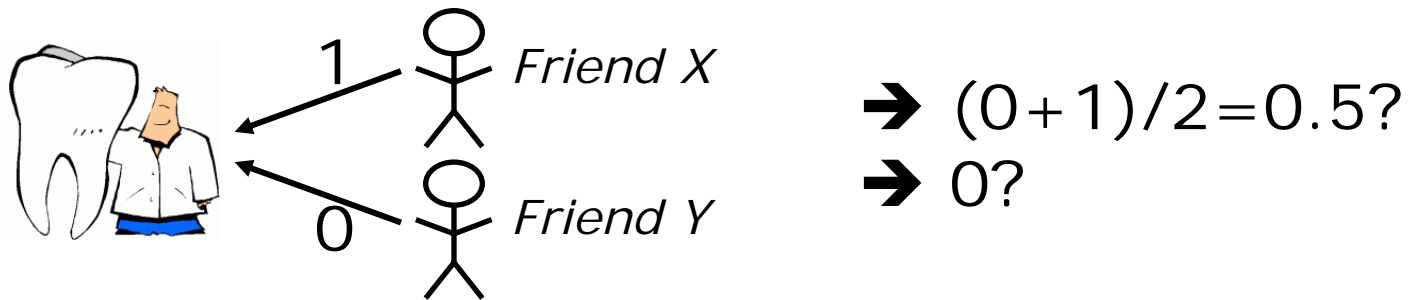 1
Friend X
0
Friend Y
➔ (0+1)/2=0.5?
➔ 0?